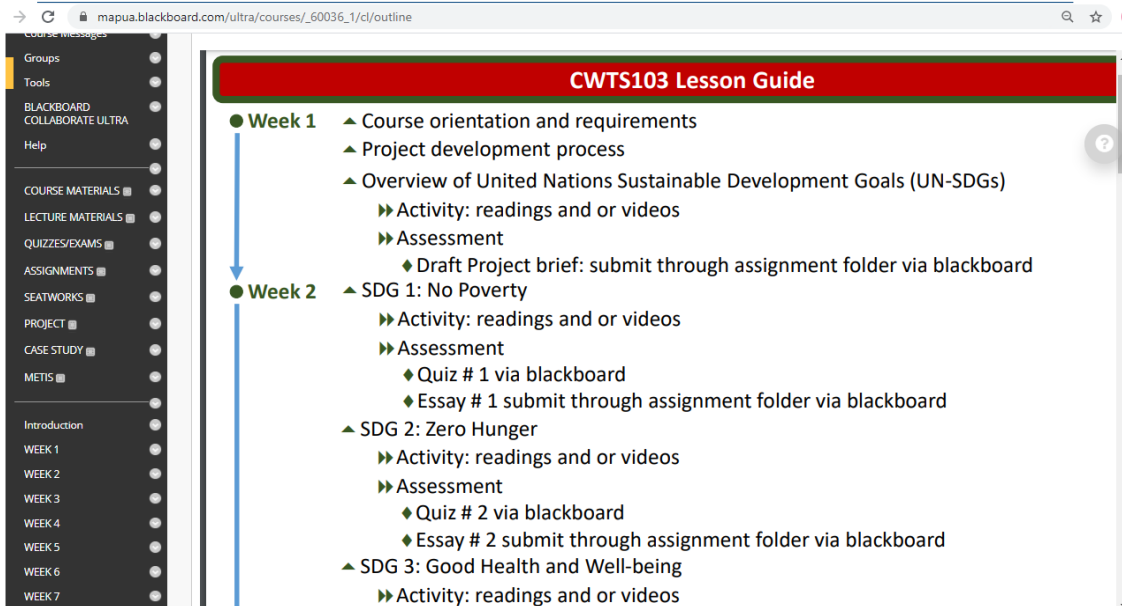 mapua.blackboard.com/ultra/courses/_60036_1/cl/outline
Course Messages
Groups
Tools
BLACKBOARD
COLLABORATE ULTRA
Help
COURSE MATERIALS
LECTURE MATERIALS
QUIZZES/EXAMS
ASSIGNMENTS
SEATWORKS
PROJECT
CASE STUDY
METIS
Introduction
WEEK 1
WEEK 2
WEEK 3
WEEK 4
WEEK 5
WEEK 6
WEEK 7
CWTS103 Lesson Guide
Week 1
Course orientation and requirements
Project development process
Overview of United Nations Sustainable Development Goals (UN-SDGs)
Activity: readings and or videos
Assessment
Draft Project brief: submit through assignment folder via blackboard
Week 2
SDG 1: No Poverty
Activity: readings and or videos
Assessment
Quiz # 1 via blackboard
Essay # 1 submit through assignment folder via blackboard
SDG 2: Zero Hunger
Activity: readings and or videos
Assessment
Quiz # 2 via blackboard
Essay # 2 submit through assignment folder via blackboard
SDG 3: Good Health and Well-being
Activity: readings and or videos